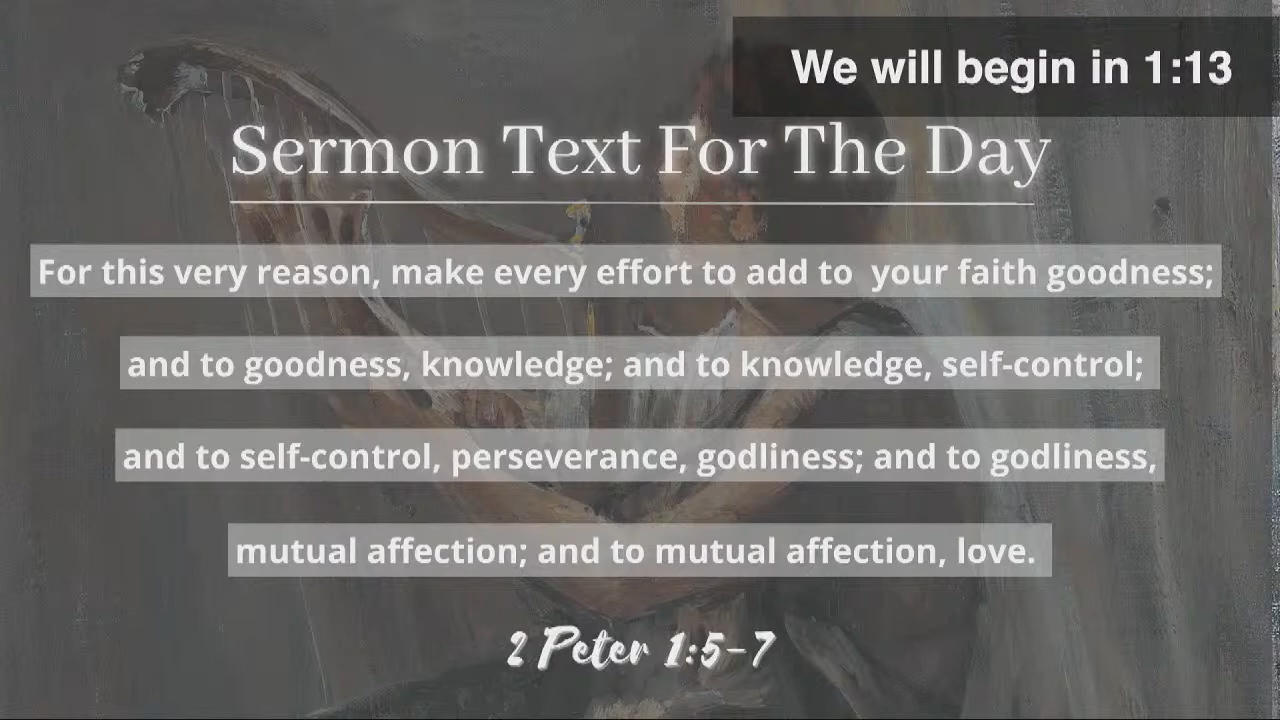 We will begin in 1:13
Sermon Text For The Day
For this very reason, make every effort to add to  your faith goodness;
and to goodness, knowledge; and to knowledge, self-control;
and to self-control, perseverance, godliness; and to godliness,
mutual affection; and to mutual affection, love.
2 Peter 1:5-7